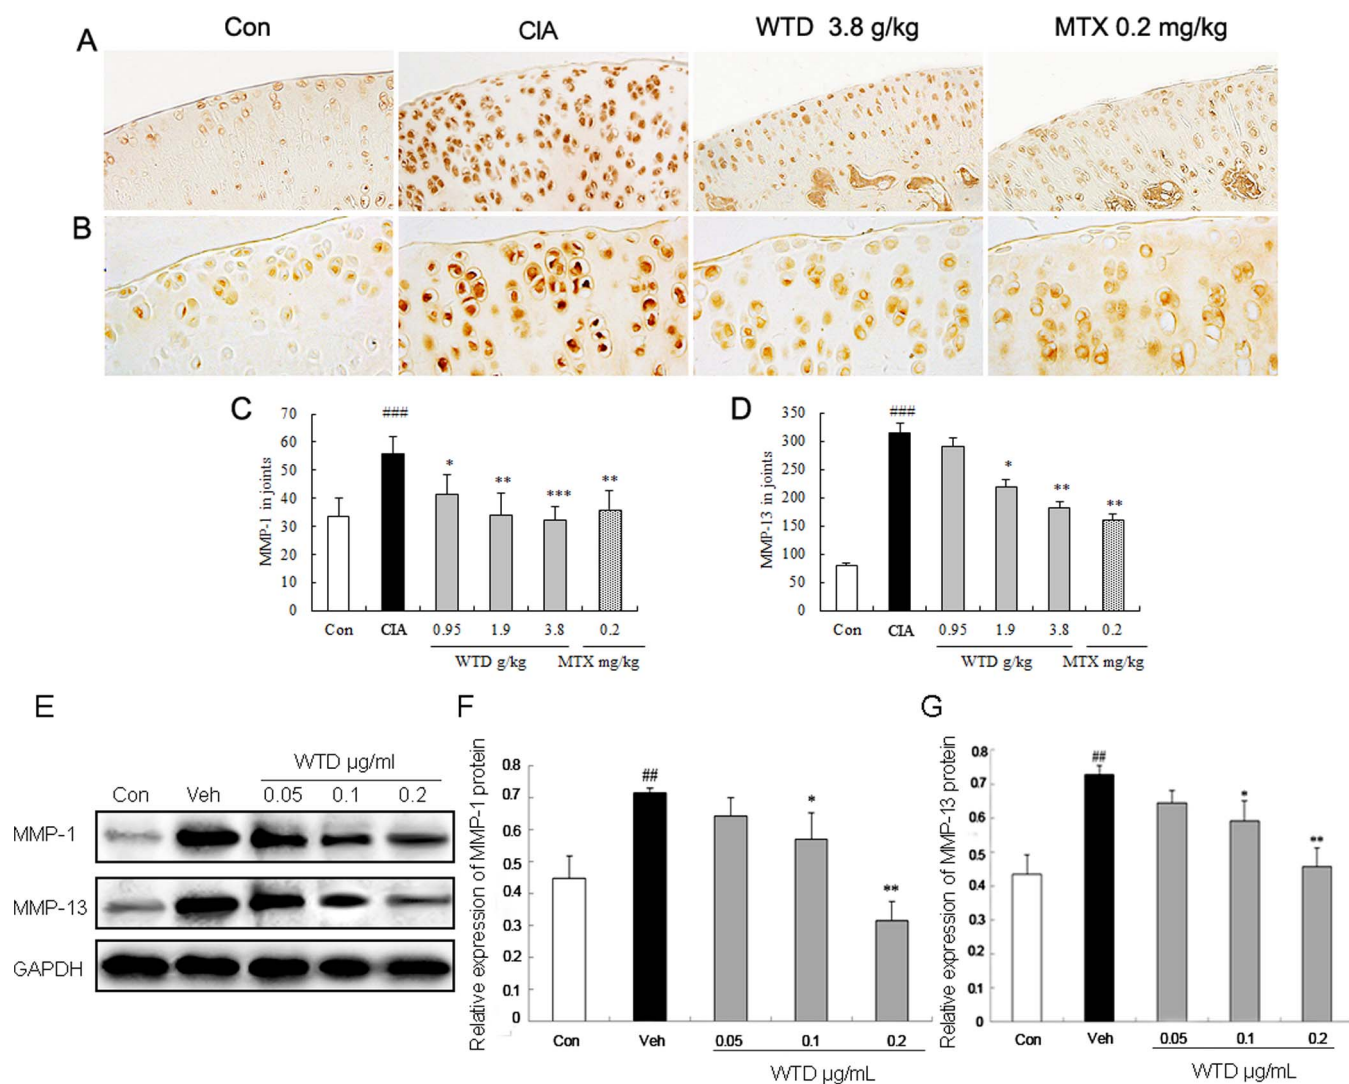 A
Con
CIA
WTD 3.8 g/kg
MTX 0.2 mg/kg
B
C
MMP-1 in joints
70
60
50
40
30
20
10
0
###
*
**
***
**
Con
CIA
0.95
1.9
3.8
0.2
WTD g/kg
MTX mg/kg
D
MMP-13 in joints
350
300
250
200
150
100
50
0
###
*
**
**
Con
CIA
0.95
1.9
3.8
0.2
WTD g/kg
MTX mg/kg
E
WTD µg/ml
Con
Veh
0.05
0.1
0.2
MMP-1
MMP-13
GAPDH
F
Relative expression of MMP-1 protein
0.8
0.7
0.6
0.5
0.4
0.3
0.2
0.1
0
##
*
**
Con
Veh
0.05
0.1
0.2
WTD µg/mL
G
Relative expression of MMP-13 protein
0.8
0.7
0.6
0.5
0.4
0.3
0.2
0.1
0
##
*
**
Con
Veh
0.05
0.1
0.2
WTD µg/mL